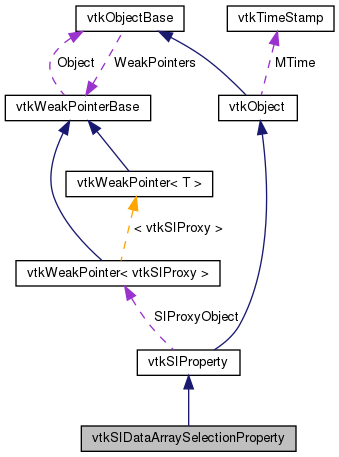 vtkObjectBase
vtkTimeStamp
Object
WeakPointers
MTime
vtkWeakPointerBase
vtkObject
vtkWeakPointer< T >
< vtkSIProxy >
vtkWeakPointer< vtkSIProxy >
SIProxyObject
vtkSIProperty
vtkSIDataArraySelectionProperty